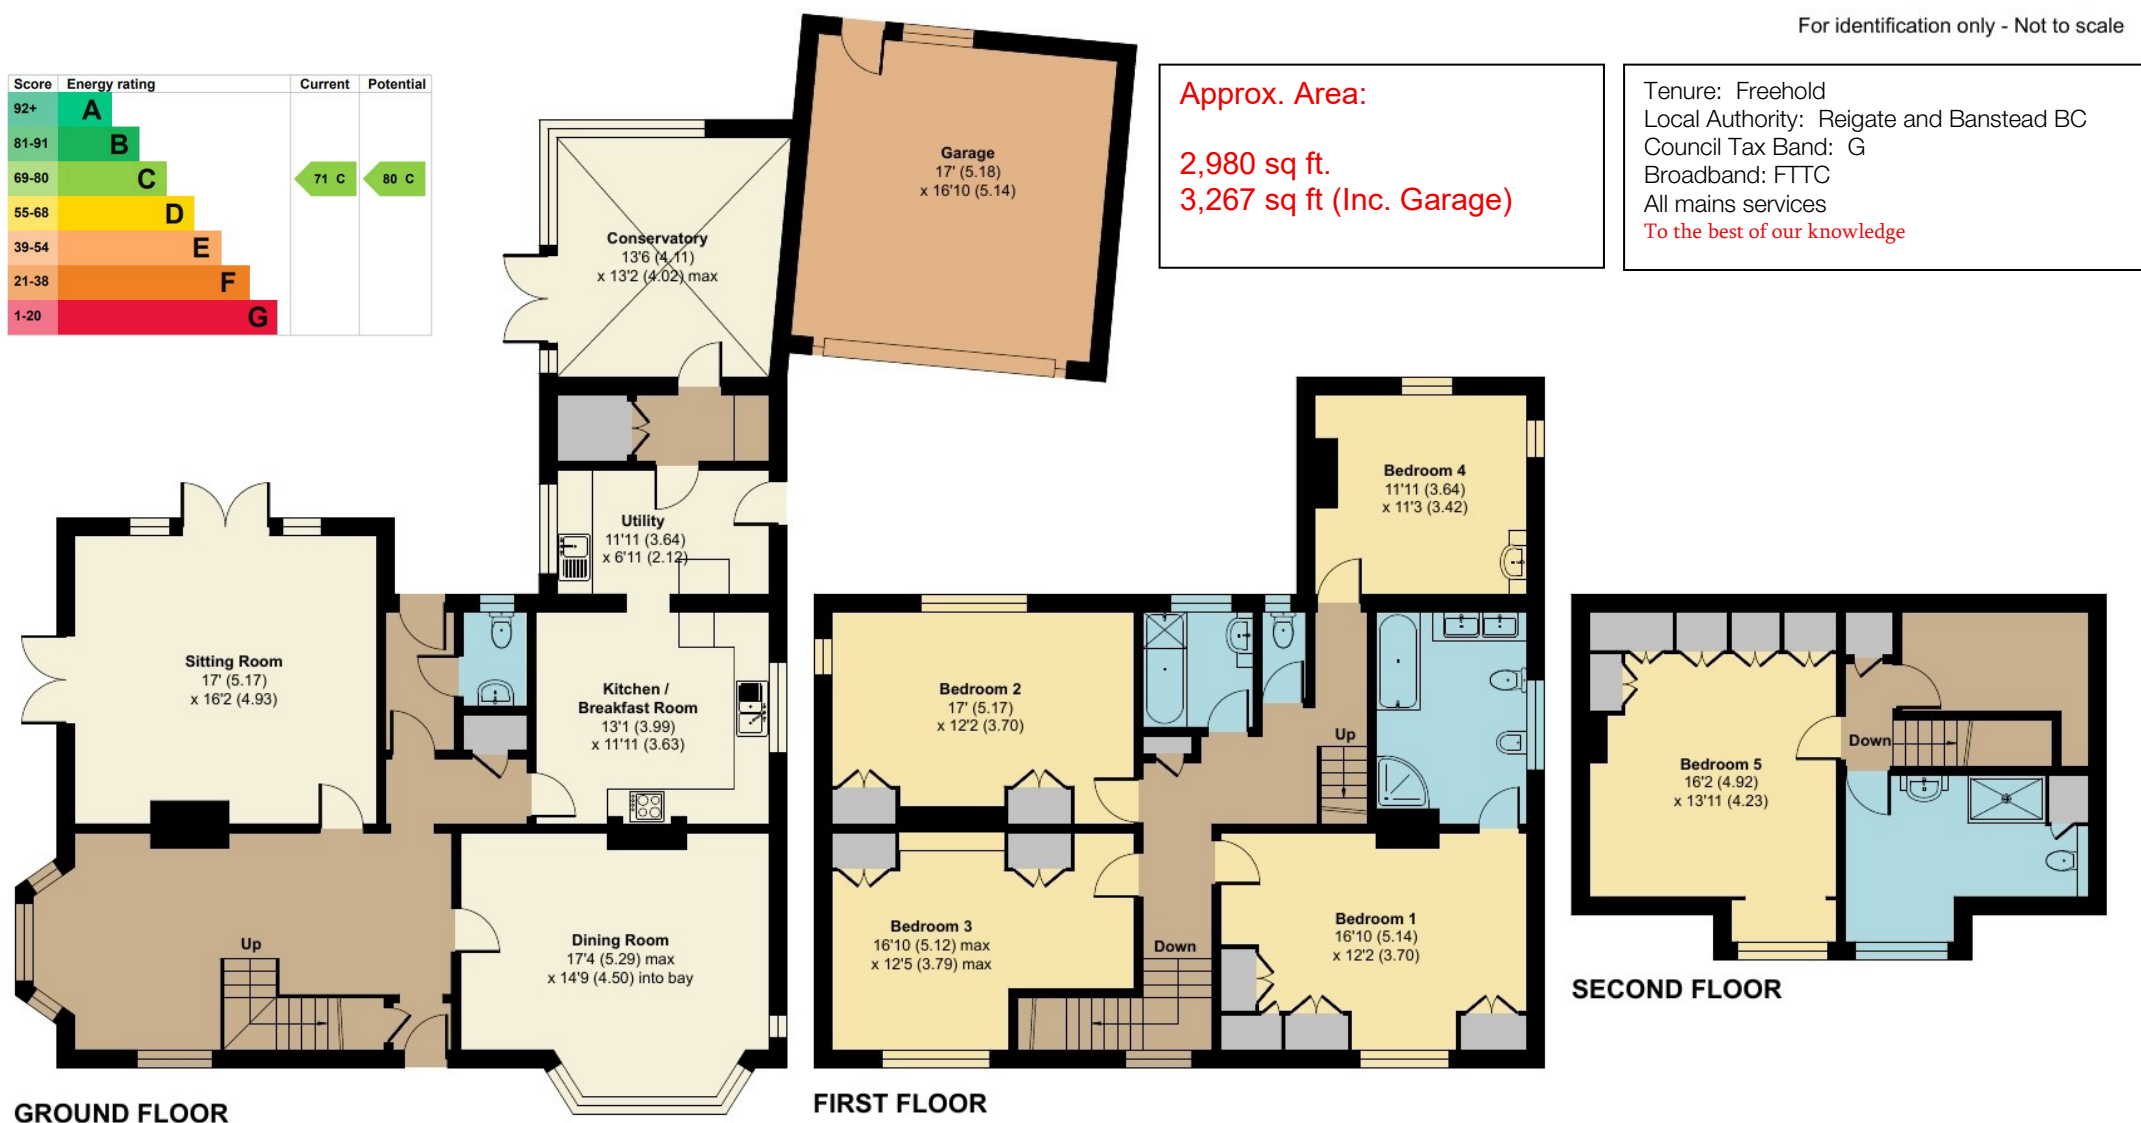 For identification only - Not to scale
Score Energy rating Current Potential
92+ A
81-91 B
69-80 C 71 C 80 C
55-68 D
39-54 E
21-38 F
1-20 G
Approx. Area:
2,980 sq ft.
3,267 sq ft (Inc. Garage)
Tenure: Freehold
Local Authority: Reigate and Banstead BC
Council Tax Band: G
Broadband: FTTC
All mains services
To the best of our knowledge
Garage
17' (5.18)
x 16'10 (5.14)
Conservatory
13'6 (4.11)
x 13'2 (4.02) max
Utility
11'11 (3.64)
x 6'11 (2.12)
Sitting Room
17' (5.17)
x 16'2 (4.93)
Kitchen /
Breakfast Room
13'1 (3.99)
x 11'11 (3.63)
Up
Dining Room
17'4 (5.29) max
x 14'9 (4.50) into bay
GROUND FLOOR
Bedroom 4
11'11 (3.64)
x 11'3 (3.42)
Bedroom 2
17' (5.17)
x 12'2 (3.70)
Up
Bedroom 3
16'10 (5.12) max
x 12'5 (3.79) max
Down
Bedroom 1
16'10 (5.14)
x 12'2 (3.70)
FIRST FLOOR
Down
Bedroom 5
16'2 (4.92)
x 13'11 (4.23)
SECOND FLOOR